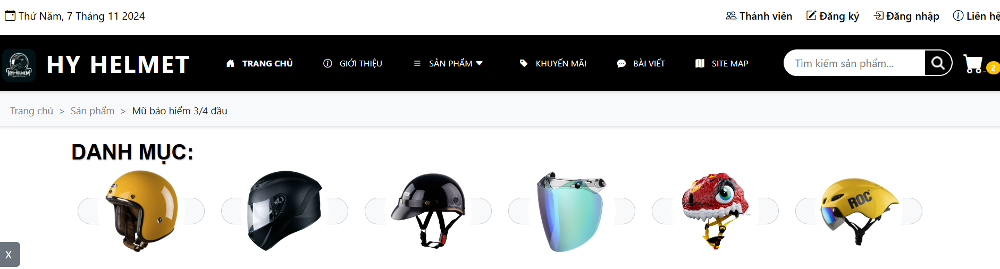 Thứ Năm, 7 Tháng 11 2024
Thành viên Đăng ký Đăng nhập Liên hệ
HY HELMET
TRANG CHỦ GIỚI THIỆU SẢN PHẨM KHUYẾN MÃI BÀI VIẾT SITE MAP
Tìm kiếm sản phẩm...
2
Trang chủ > Sản phẩm > Mũ bảo hiểm 3/4 đầu
DANH MỤC:
ROC
X